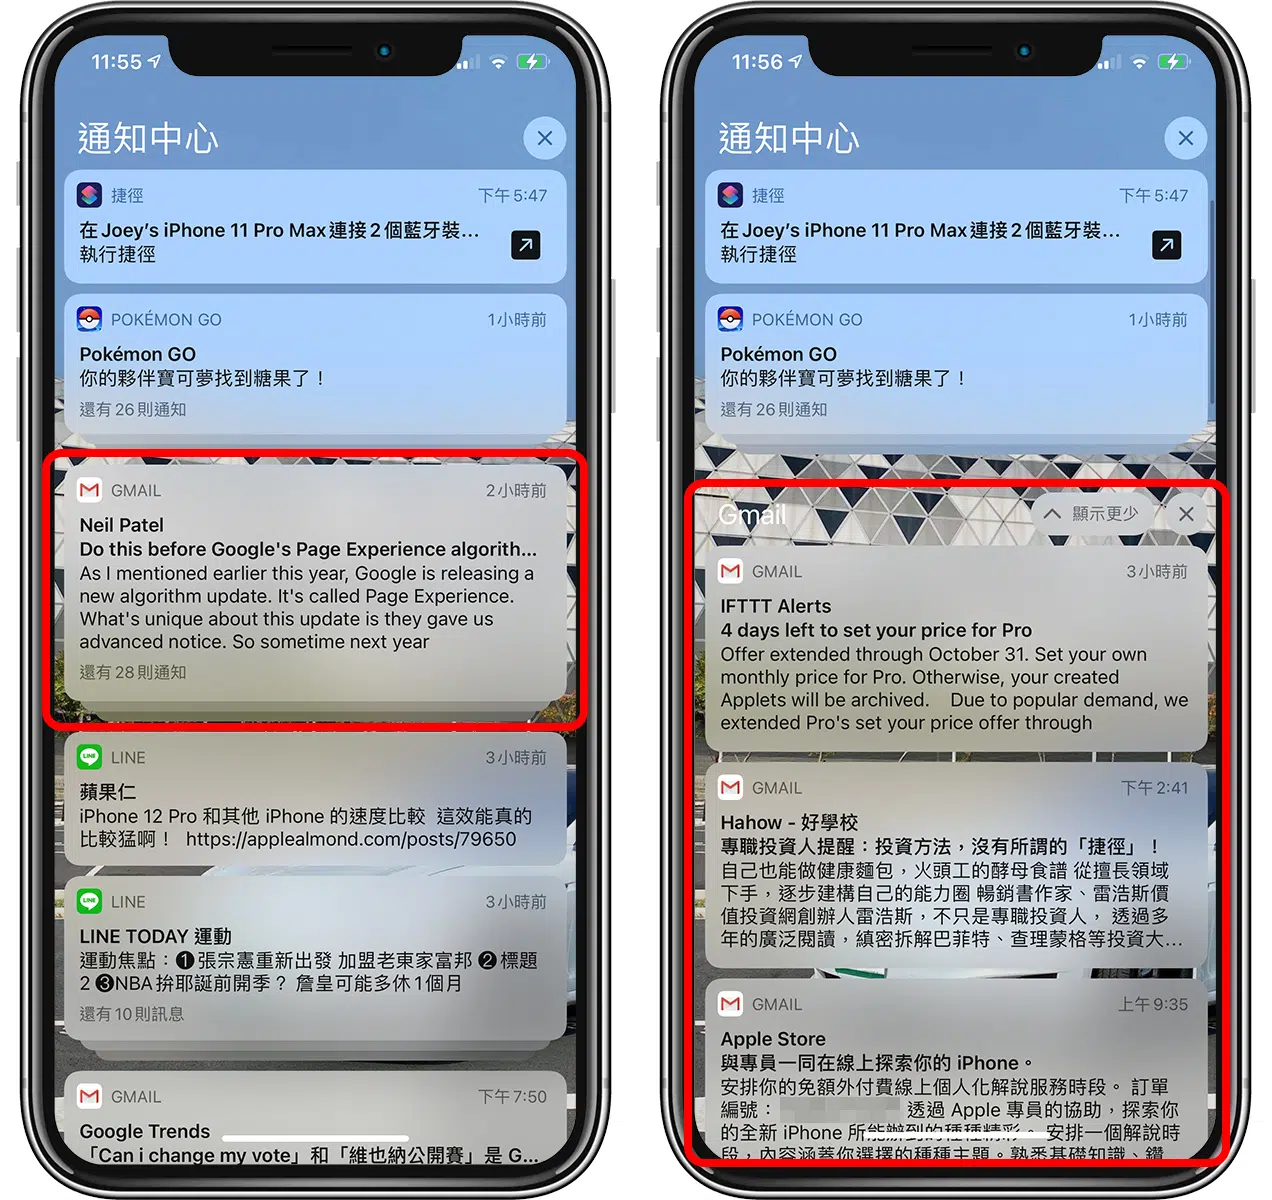 11:55
通知中心
捷徑
下午 5:47
在 Joey’s iPhone 11 Pro Max 連接 2 個藍牙裝…
執行捷徑
POKÉMON GO
1 小時前
Pokémon GO
你的夥伴寶可夢找到糖果了！
還有 26 則通知
GMAIL
2 小時前
Neil Patel
Do this before Google's Page Experience algorith…
As I mentioned earlier this year, Google is releasing a
new algorithm update. It's called Page Experience.
What's unique about this update is they gave us
advanced notice. So sometime next year
還有 28 則通知
LINE
3 小時前
蘋果仁
iPhone 12 Pro 和其他 iPhone 的速度比較 這效能真的
比較猛啊！ https://applealmond.com/posts/79650
LINE
3 小時前
LINE TODAY 運動
運動焦點：❶張宗憲重新出發 加盟老東家富邦 ❷標題
2 ❸NBA拚耶誕前開季？ 詹皇可能多休1個月
還有 10 則訊息
GMAIL
下午 7:50
Google Trends
「Can i change my vote」和「維也納公開賽」是 G…
11:56
通知中心
捷徑
下午 5:47
在 Joey’s iPhone 11 Pro Max 連接 2 個藍牙裝…
執行捷徑
POKÉMON GO
1 小時前
Pokémon GO
你的夥伴寶可夢找到糖果了！
還有 26 則通知
Gmail
顯示更少
GMAIL
3 小時前
IFTTT Alerts
4 days left to set your price for Pro
Offer extended through October 31. Set your own
monthly price for Pro. Otherwise, your created
Applets will be archived. Due to popular demand, we
extended Pro's set your price offer through
GMAIL
下午 2:41
Hahow - 好學校
專職投資人提醒：投資方法，沒有所謂的「捷徑」！
自己也能做健康麵包，火頭工的酵母食譜 從擅長領域
下手，逐步建構自己的能力圈 暢銷書作家、雷浩斯價
值投資網創辦人雷浩斯，不只是專職投資人， 透過多
年的廣泛閱讀，縝密拆解巴菲特、查理蒙格等投資大…
GMAIL
上午 9:35
Apple Store
與專員一同在線上探索你的 iPhone。
安排你的免額外付費線上個人化解說服務時段。 訂單
編號： 透過 Apple 專員的協助，探索你
的全新 iPhone 所能辦到的種種精彩。 安排一個解說時
段，內容涵蓋你選擇的種種主題。熟悉基礎知識、鑽